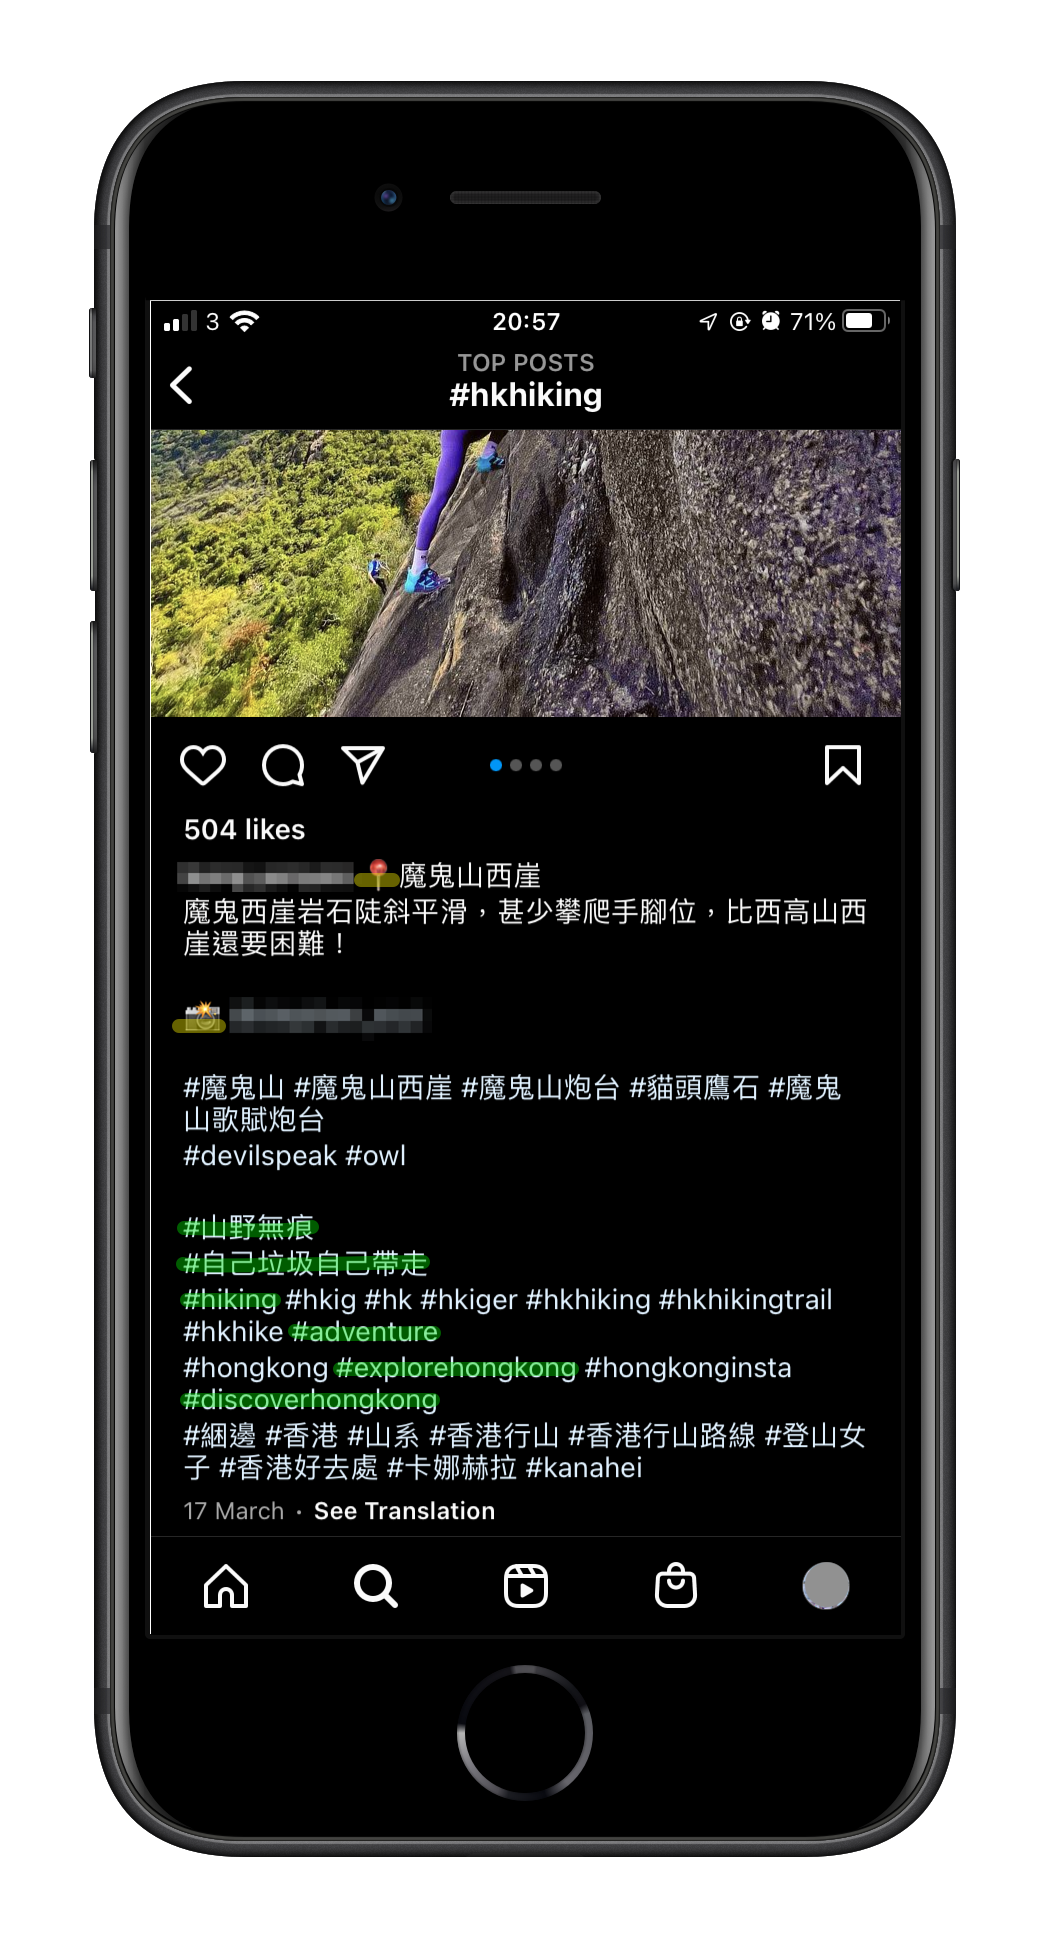 3 20:57 71%
TOP POSTS
#hkhiking
504 likes
📍魔鬼山西崖
魔鬼西崖岩石陡斜平滑，甚少攀爬手腳位，比西高山西
崖還要困難！
📸
#魔鬼山 #魔鬼山西崖 #魔鬼山炮台 #貓頭鷹石 #魔鬼
山歌賦炮台
#devilspeak #owl
#山野無痕
#自己垃圾自己帶走
#hiking #hkig #hk #hkiger #hkhiking #hkhikingtrail
#hkhike #adventure
#hongkong #explorehongkong #hongkonginsta
#discoverhongkong
#綑邊 #香港 #山系 #香港行山 #香港行山路線 #登山女
子 #香港好去處 #卡娜赫拉 #kanahei
17 March · See Translation